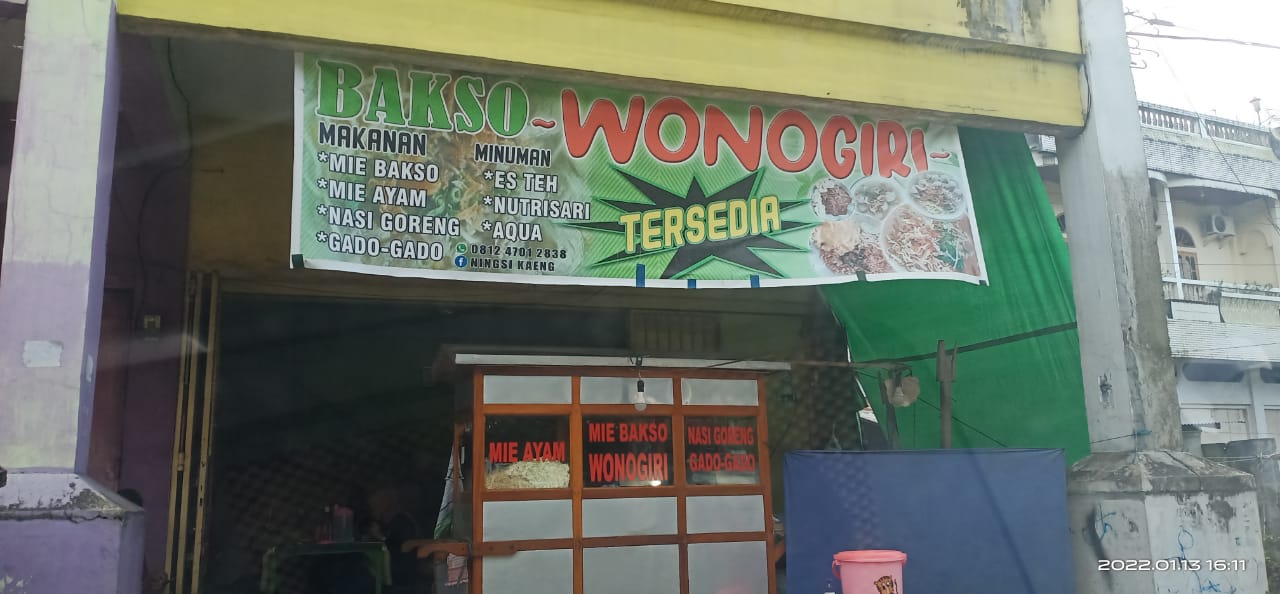 BAKSO ~WONOGIRI~
MAKANAN
*MIE BAKSO
*MIE AYAM
*NASI GORENG
*GADO-GADO
MINUMAN
*ES TEH
*NUTRISARI
*AQUA
0812 4701 2838
NINGSI KAENG
TERSEDIA
MIE AYAM
MIE BAKSO
WONOGIRI
NASI GORENG
GADO-GADO
2022.01.13 16:11